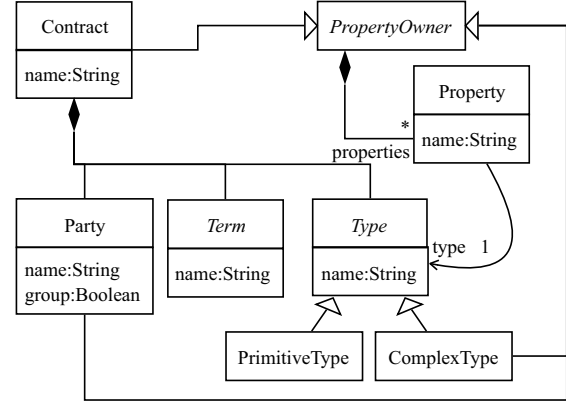 Contract
name:String
PropertyOwner
Property
name:String
*
properties
Party
name:String
group:Boolean
Term
name:String
Type
name:String
type 1
PrimitiveType
ComplexType